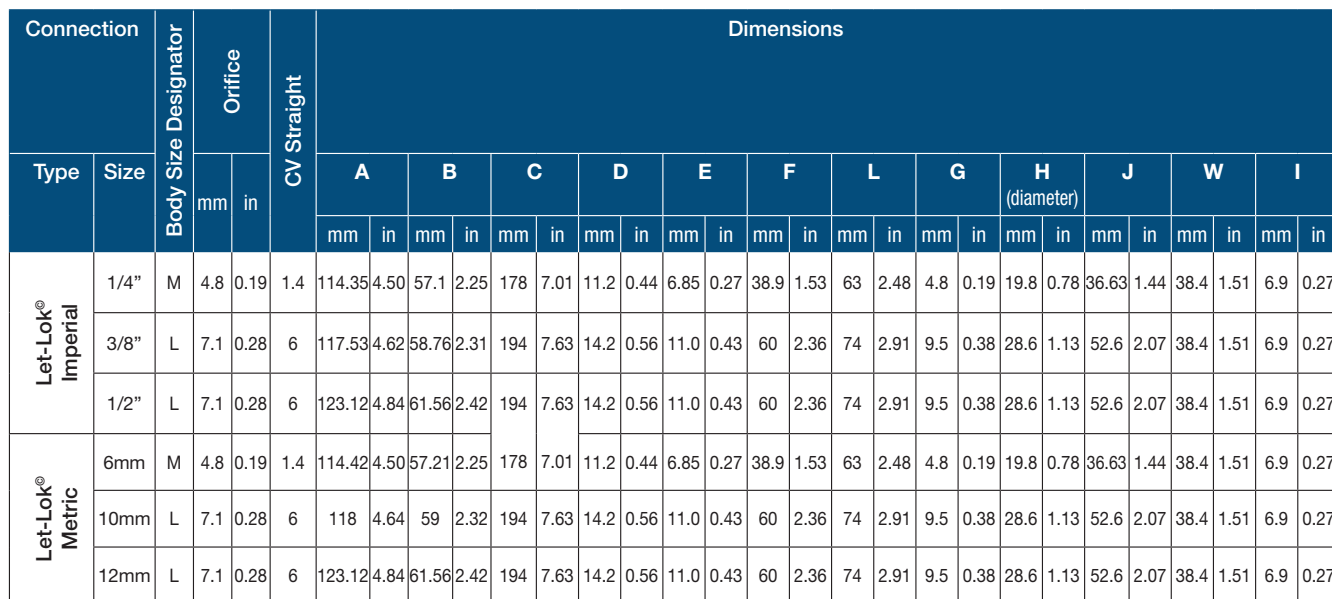 Connection Body Size Designator Orifice CV Straight Dimensions
Type Size mm in A B C D E F L G H (diameter) J W I
mm in mm in mm in mm in mm in mm in mm in mm in mm in mm in mm in mm in
Let-Lok© Imperial
1/4” M 4.8 0.19 1.4 114.35 4.50 57.1 2.25 178 7.01 11.2 0.44 6.85 0.27 38.9 1.53 63 2.48 4.8 0.19 19.8 0.78 36.63 1.44 38.4 1.51 6.9 0.27
3/8” L 7.1 0.28 6 117.53 4.62 58.76 2.31 194 7.63 14.2 0.56 11.0 0.43 60 2.36 74 2.91 9.5 0.38 28.6 1.13 52.6 2.07 38.4 1.51 6.9 0.27
1/2” L 7.1 0.28 6 123.12 4.84 61.56 2.42 194 7.63 14.2 0.56 11.0 0.43 60 2.36 74 2.91 9.5 0.38 28.6 1.13 52.6 2.07 38.4 1.51 6.9 0.27
Let-Lok® Metric
6mm M 4.8 0.19 1.4 114.42 4.50 57.21 2.25 178 7.01 11.2 0.44 6.85 0.27 38.9 1.53 63 2.48 4.8 0.19 19.8 0.78 36.63 1.44 38.4 1.51 6.9 0.27
10mm L 7.1 0.28 6 118 4.64 59 2.32 194 7.63 14.2 0.56 11.0 0.43 60 2.36 74 2.91 9.5 0.38 28.6 1.13 52.6 2.07 38.4 1.51 6.9 0.27
12mm L 7.1 0.28 6 123.12 4.84 61.56 2.42 194 7.63 14.2 0.56 11.0 0.43 60 2.36 74 2.91 9.5 0.38 28.6 1.13 52.6 2.07 38.4 1.51 6.9 0.27